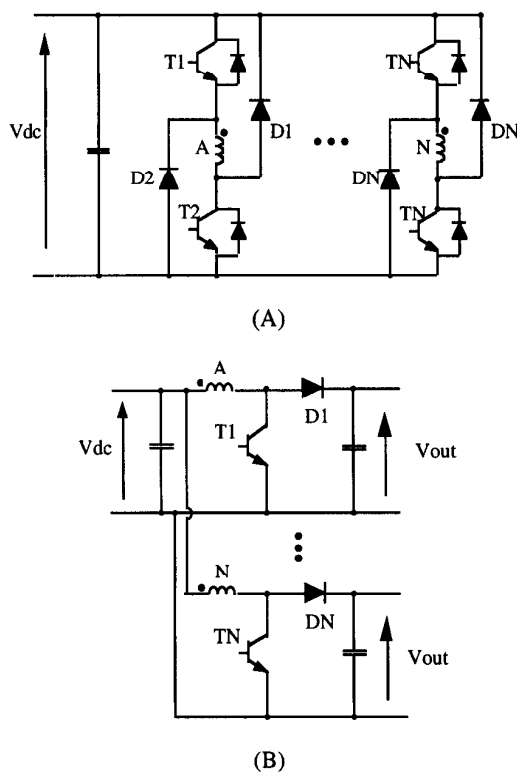 T1
TN
Vdc
A
D1
N
DN
D2
DN
T2
TN
(A)
A
D1
T1
Vdc
Vout
N
DN
TN
Vout
(B)